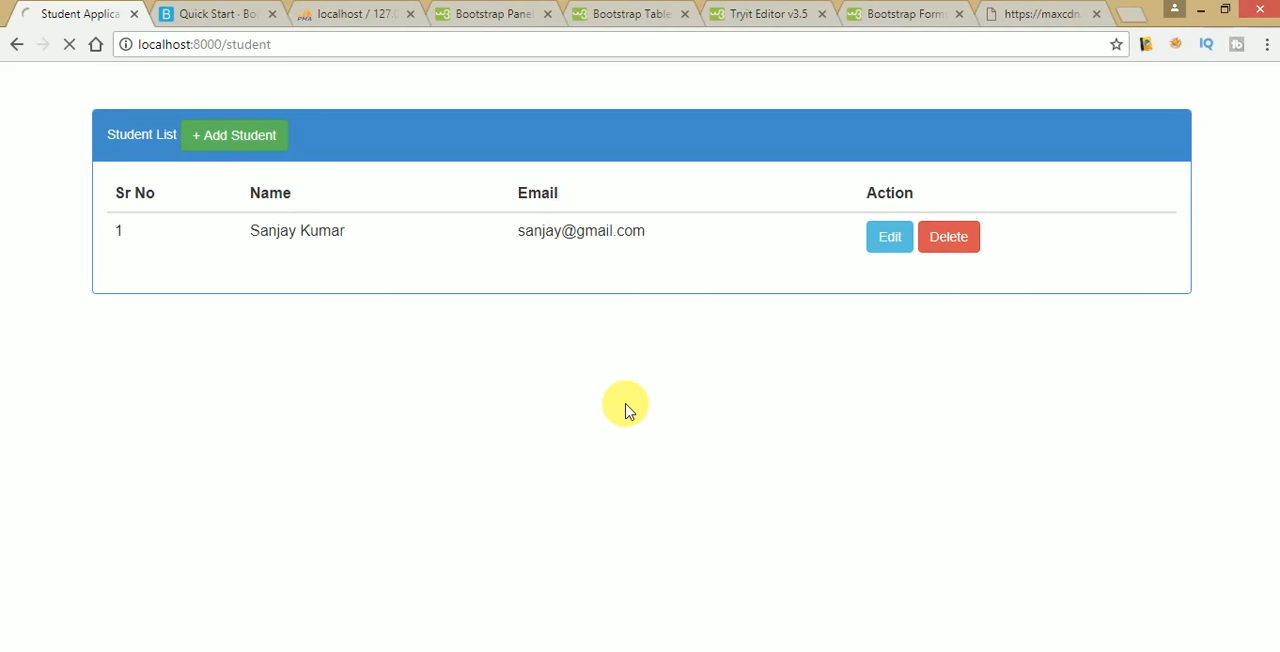 Student Applica
Quick Start - Bo
localhost / 127.
Bootstrap Pane
Bootstrap Table
Tryit Editor v3.5
Bootstrap Form
https://maxcdn
localhost:8000/student
IQ
Student List + Add Student
Sr No Name Email Action
1 Sanjay Kumar sanjay@gmail.com Edit Delete